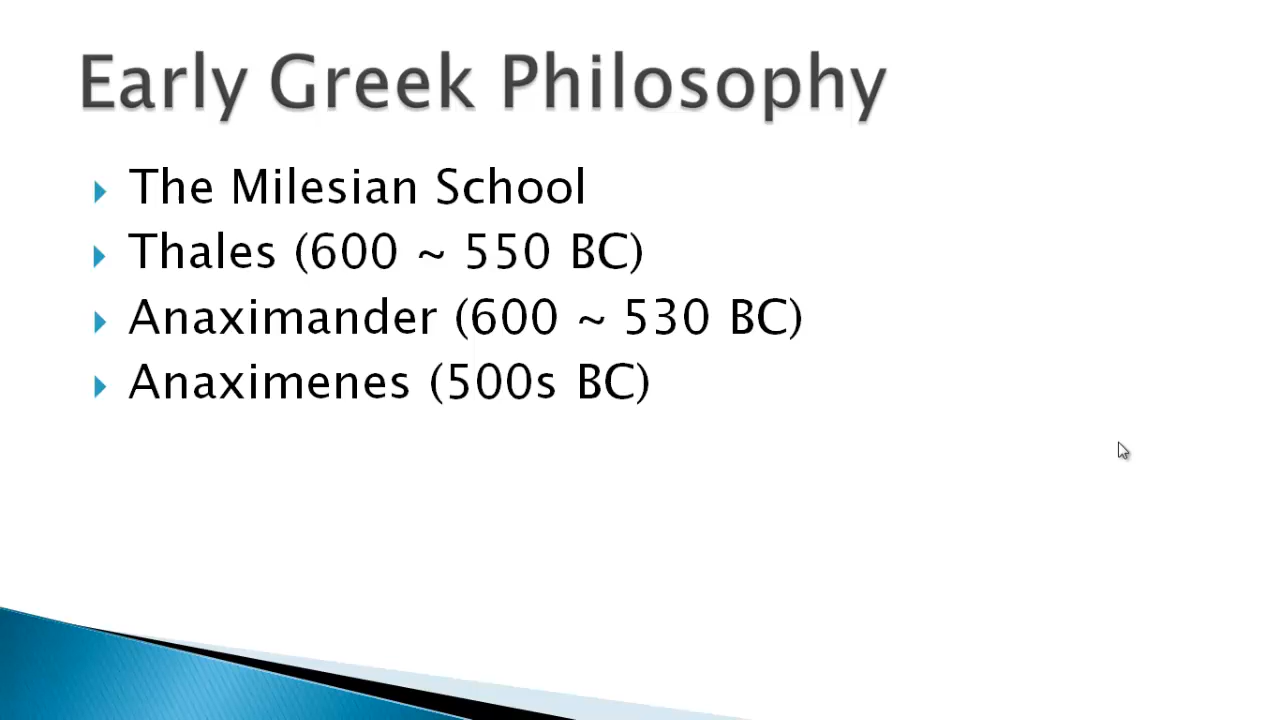 Early Greek Philosophy
The Milesian School
Thales (600 ~ 550 BC)
Anaximander (600 ~ 530 BC)
Anaximenes (500s BC)